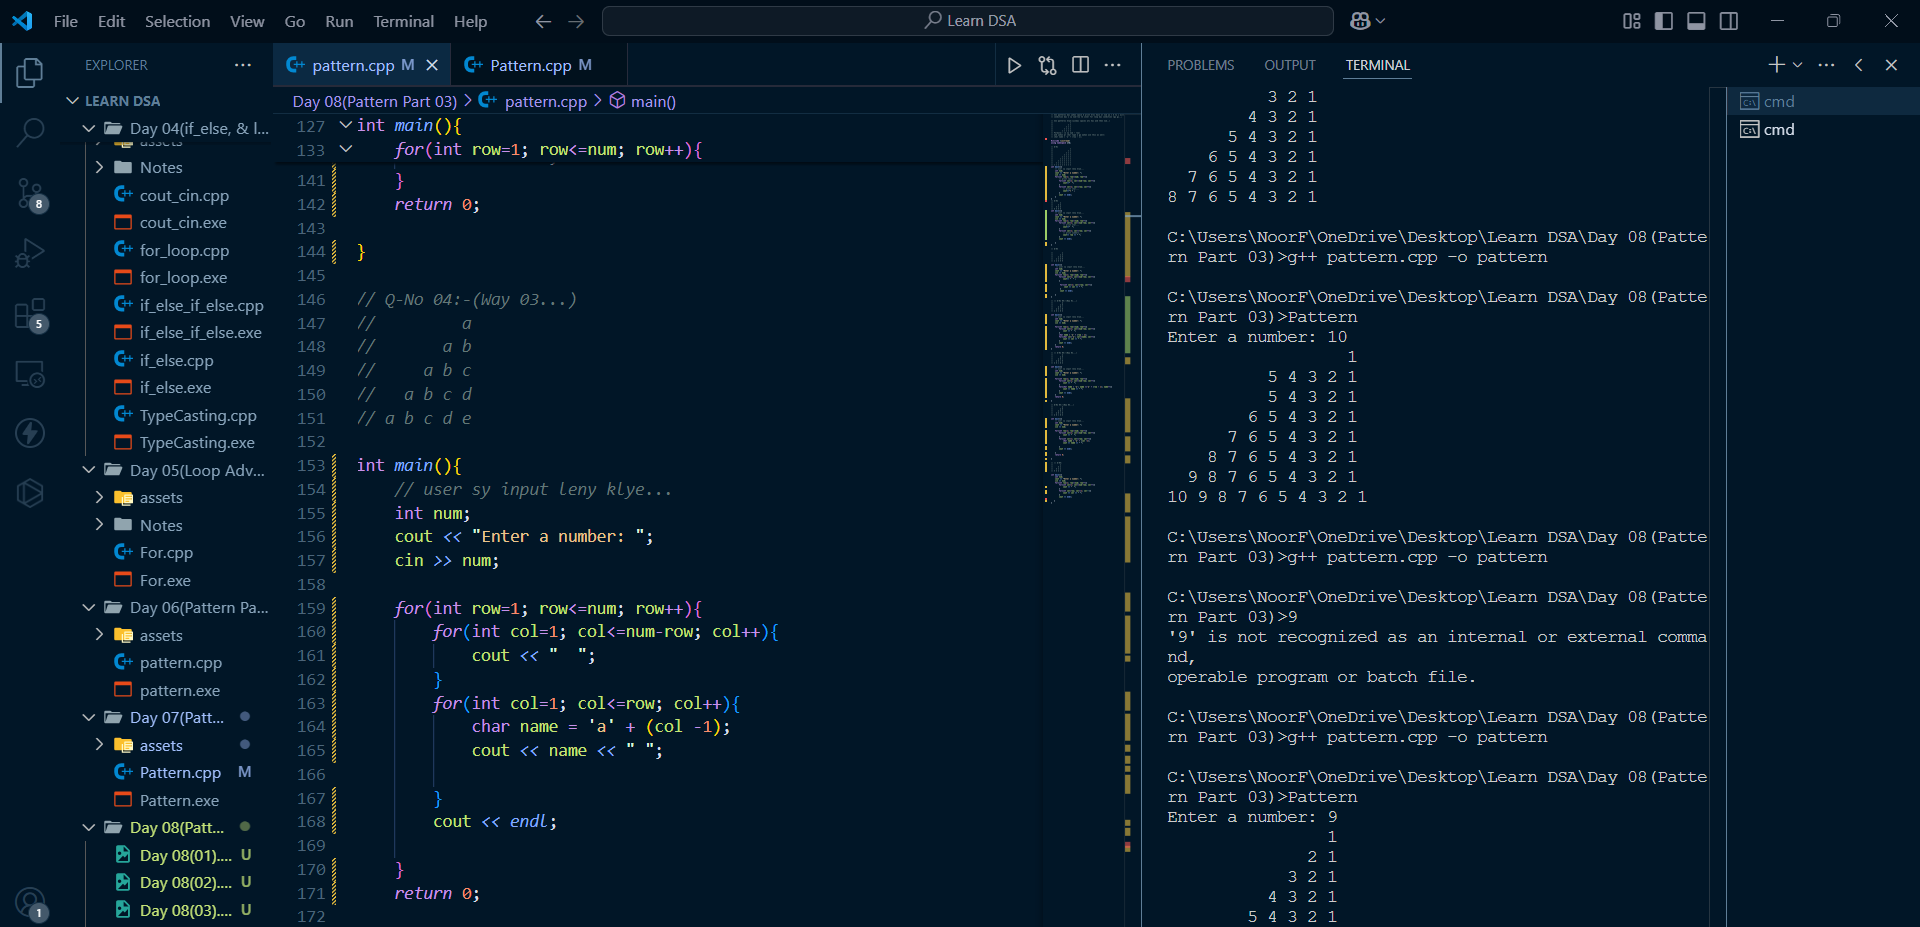 File Edit Selection View Go Run Terminal Help
Learn DSA
EXPLORER
LEARN DSA
Day 04(if_else, & l...
assets
Notes
cout_cin.cpp
cout_cin.exe
for_loop.cpp
for_loop.exe
if_else_if_else.cpp
if_else_if_else.exe
if_else.cpp
if_else.exe
TypeCasting.cpp
TypeCasting.exe
Day 05(Loop Adv...
assets
Notes
For.cpp
For.exe
Day 06(Pattern Pa...
assets
pattern.cpp
pattern.exe
Day 07(Patt...
assets
Pattern.cpp M
Pattern.exe
Day 08(Patt...
Day 08(01).... U
Day 08(02).... U
Day 08(03).... U
8
5
1
pattern.cpp M
Pattern.cpp M
Day 08(Pattern Part 03) > pattern.cpp > main()
127 int main(){
133 for(int row=1; row<=num; row++){
141 }
142 return 0;
143
144 }
145
146 // Q-No 04:-(Way 03...)
147 // a
148 // a b
149 // a b c
150 // a b c d
151 // a b c d e
152
153 int main(){
154 // user sy input leny klye...
155 int num;
156 cout << "Enter a number: ";
157 cin >> num;
158
159 for(int row=1; row<=num; row++){
160 for(int col=1; col<=num-row; col++){
161 cout << "  ";
162 }
163 for(int col=1; col<=row; col++){
164 char name = 'a' + (col -1);
165 cout << name << " ";
166
167 }
168 cout << endl;
169
170 }
171 return 0;
172
PROBLEMS OUTPUT TERMINAL
3 2 1
4 3 2 1
5 4 3 2 1
6 5 4 3 2 1
7 6 5 4 3 2 1
8 7 6 5 4 3 2 1
C:\Users\NoorF\OneDrive\Desktop\Learn DSA\Day 08(Patte
rn Part 03)>g++ pattern.cpp -o pattern
C:\Users\NoorF\OneDrive\Desktop\Learn DSA\Day 08(Patte
rn Part 03)>Pattern
Enter a number: 10
1
5 4 3 2 1
5 4 3 2 1
6 5 4 3 2 1
7 6 5 4 3 2 1
8 7 6 5 4 3 2 1
9 8 7 6 5 4 3 2 1
10 9 8 7 6 5 4 3 2 1
C:\Users\NoorF\OneDrive\Desktop\Learn DSA\Day 08(Patte
rn Part 03)>g++ pattern.cpp -o pattern
C:\Users\NoorF\OneDrive\Desktop\Learn DSA\Day 08(Patte
rn Part 03)>9
'9' is not recognized as an internal or external comma
nd,
operable program or batch file.
C:\Users\NoorF\OneDrive\Desktop\Learn DSA\Day 08(Patte
rn Part 03)>g++ pattern.cpp -o pattern
C:\Users\NoorF\OneDrive\Desktop\Learn DSA\Day 08(Patte
rn Part 03)>Pattern
Enter a number: 9
1
2 1
3 2 1
4 3 2 1
5 4 3 2 1
cmd
cmd